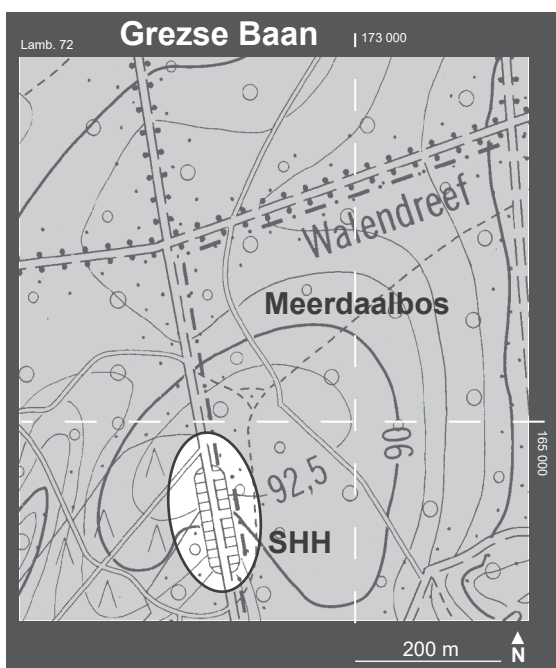 Lamb. 72
Grezse Baan
173 000
Walendreef
Meerdaalbos
90
165 000
92,5
SHH
200 m
N